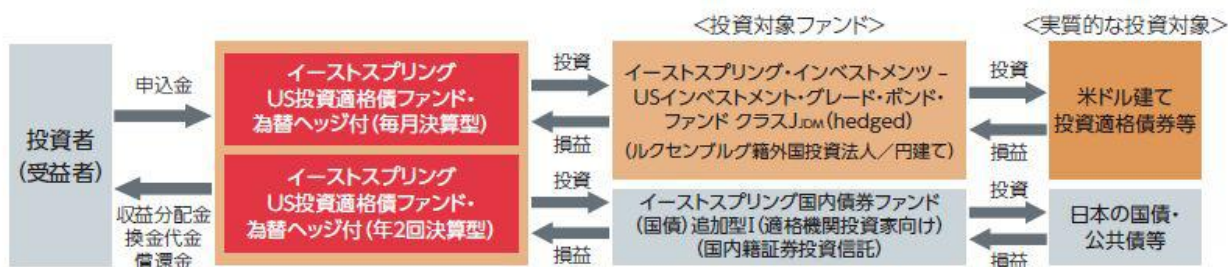 <投資対象ファンド>
<実質的な投資対象>
投資者
(受益者)
申込金
収益分配金
換金代金
償還金
イーストスプリング
US投資適格債ファンド・
為替ヘッジ付(毎月決算型)
イーストスプリング
US投資適格債ファンド・
為替ヘッジ付(年2回決算型)
投資
損益
投資
損益
イーストスプリング・インベストメンツ –
USインベストメント・グレード・ボンド・
ファンド クラスJJDM(hedged)
(ルクセンブルグ籍外国投資法人/円建て)
イーストスプリング国内債券ファンド
(国債)追加型I(適格機関投資家向け)
(国内籍証券投資信託)
投資
損益
投資
損益
米ドル建て
投資適格債券等
日本の国債・
公共債等